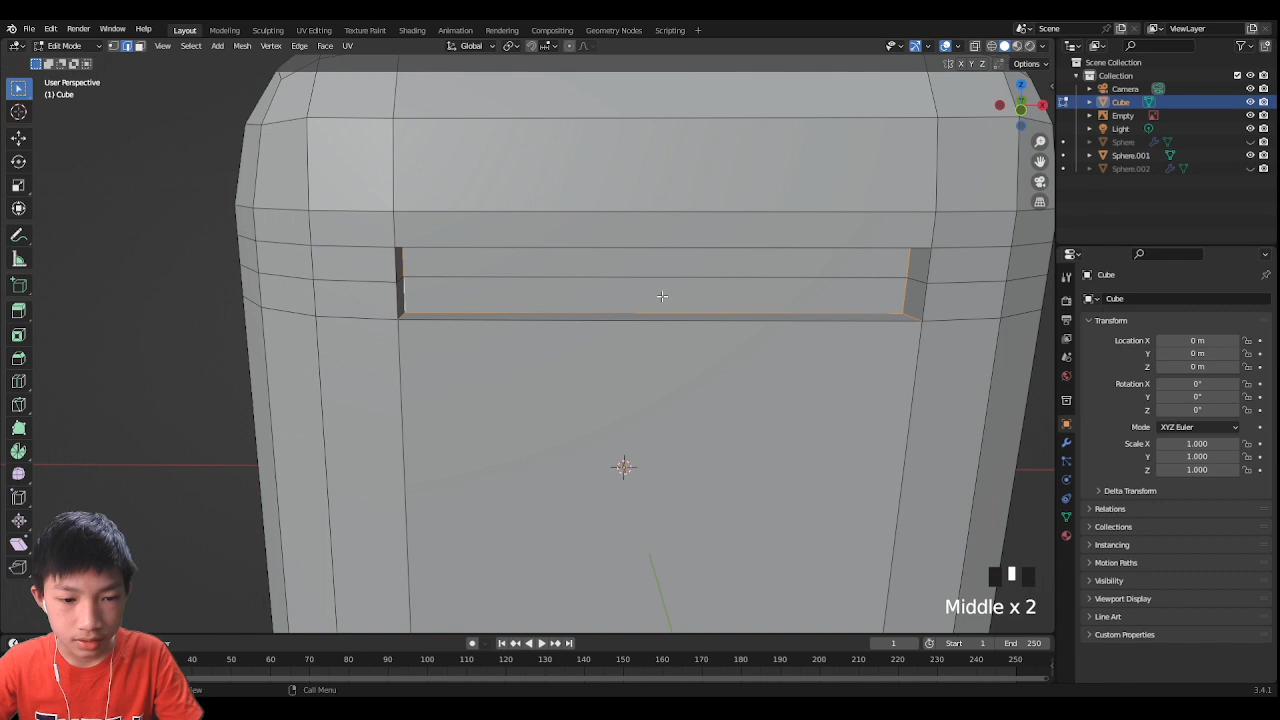 File Edit Render Window Help Layout Modeling Sculpting UV Editing Texture Paint Shading Animation Rendering Compositing Geometry Nodes Scripting + Scene ViewLayer
Edit Mode View Select Add Mesh Vertex Edge Face UV Global
X Y Z Options
User Perspective
(1) Cube
Scene Collection
Collection
Camera
Cube
Empty
Light
Sphere
Sphere.001
Sphere.002
Cube
Cube
Transform
Location X 0 m
Y 0 m
Z 0 m
Rotation X 0°
Y 0°
Z 0°
Mode XYZ Euler
Scale X 1.000
Y 1.000
Z 1.000
Delta Transform
Relations
Collections
Instancing
Motion Paths
Visibility
Viewport Display
Line Art
Custom Properties
Middle x 2
1 Start 1 End 250
40 50 60 70 80 90 100 110 120 130 140 150 160 170 180 190 200 210 220 230 240 250
Call Menu 3.4.1